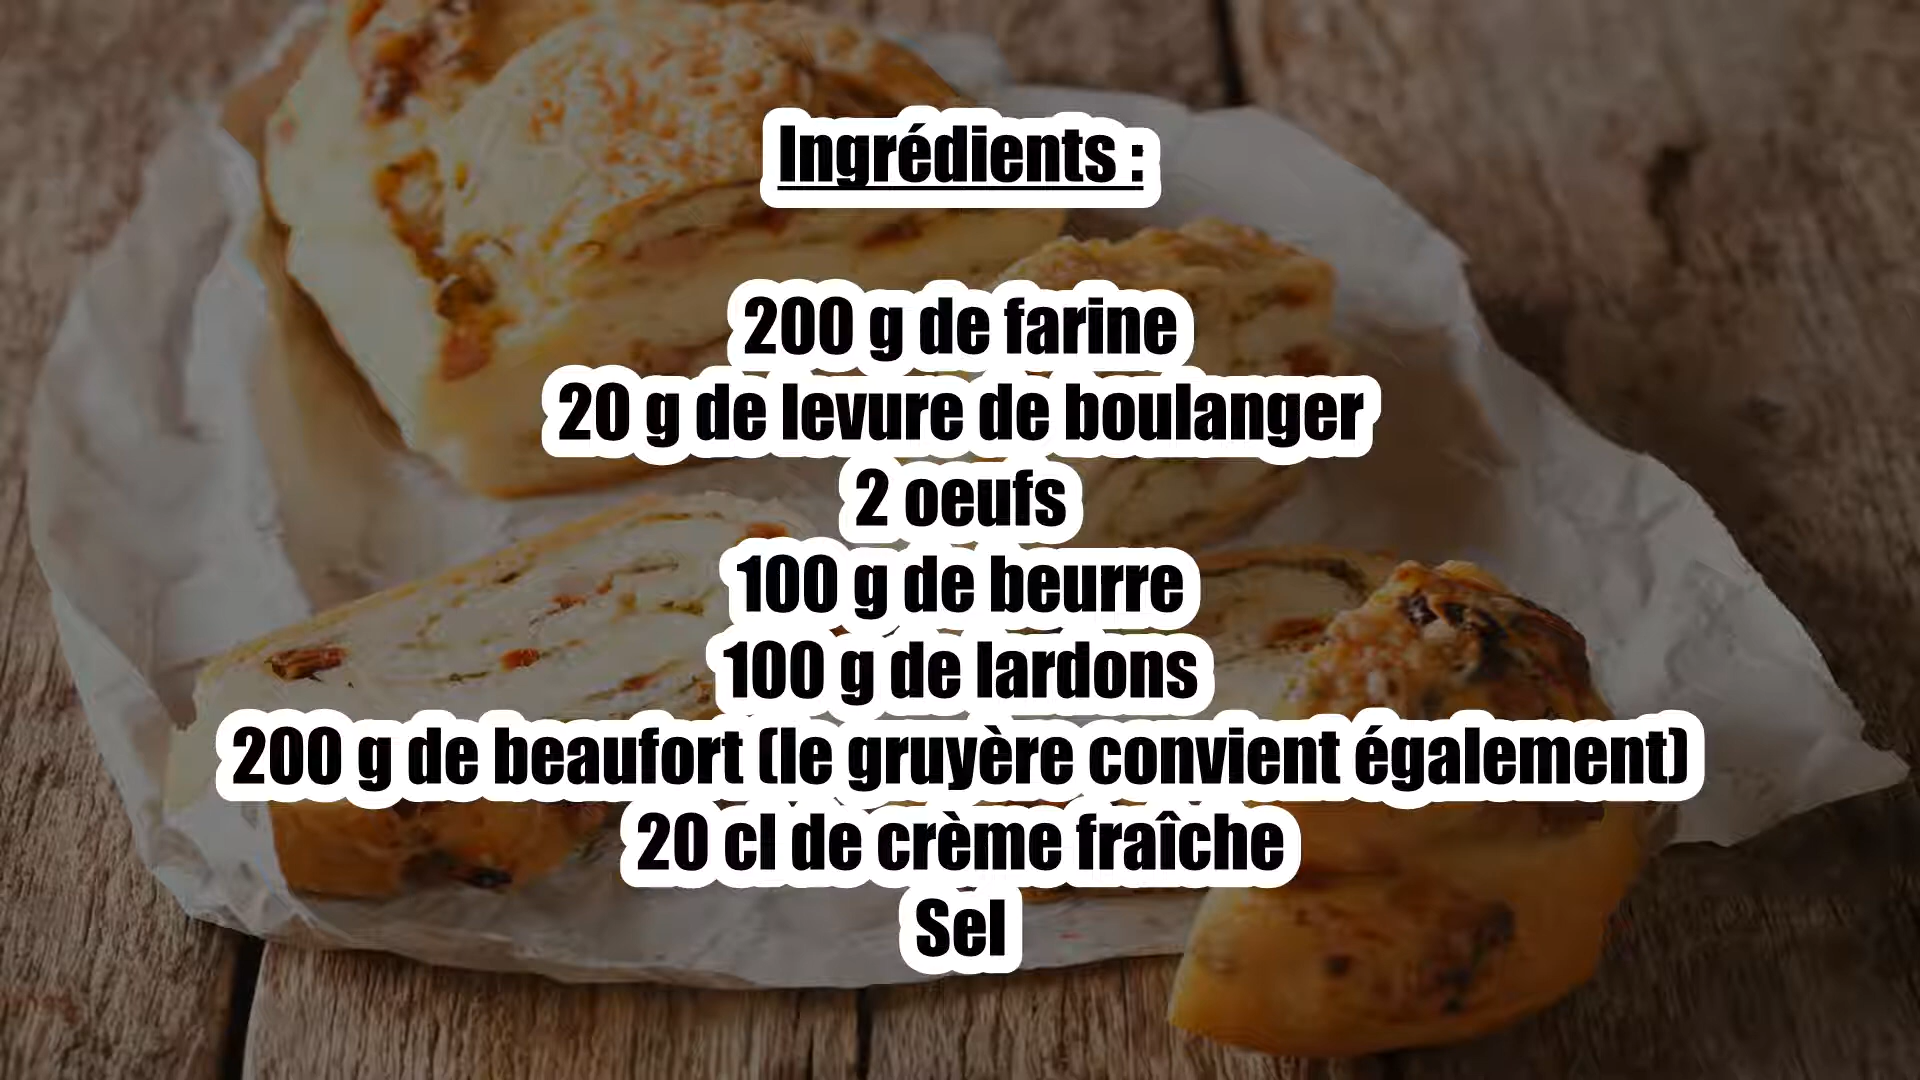 Ingrédients :
200 g de farine
20 g de levure de boulanger
2 oeufs
100 g de beurre
100 g de lardons
200 g de beaufort (le gruyère convient également)
20 cl de crème fraîche
Sel